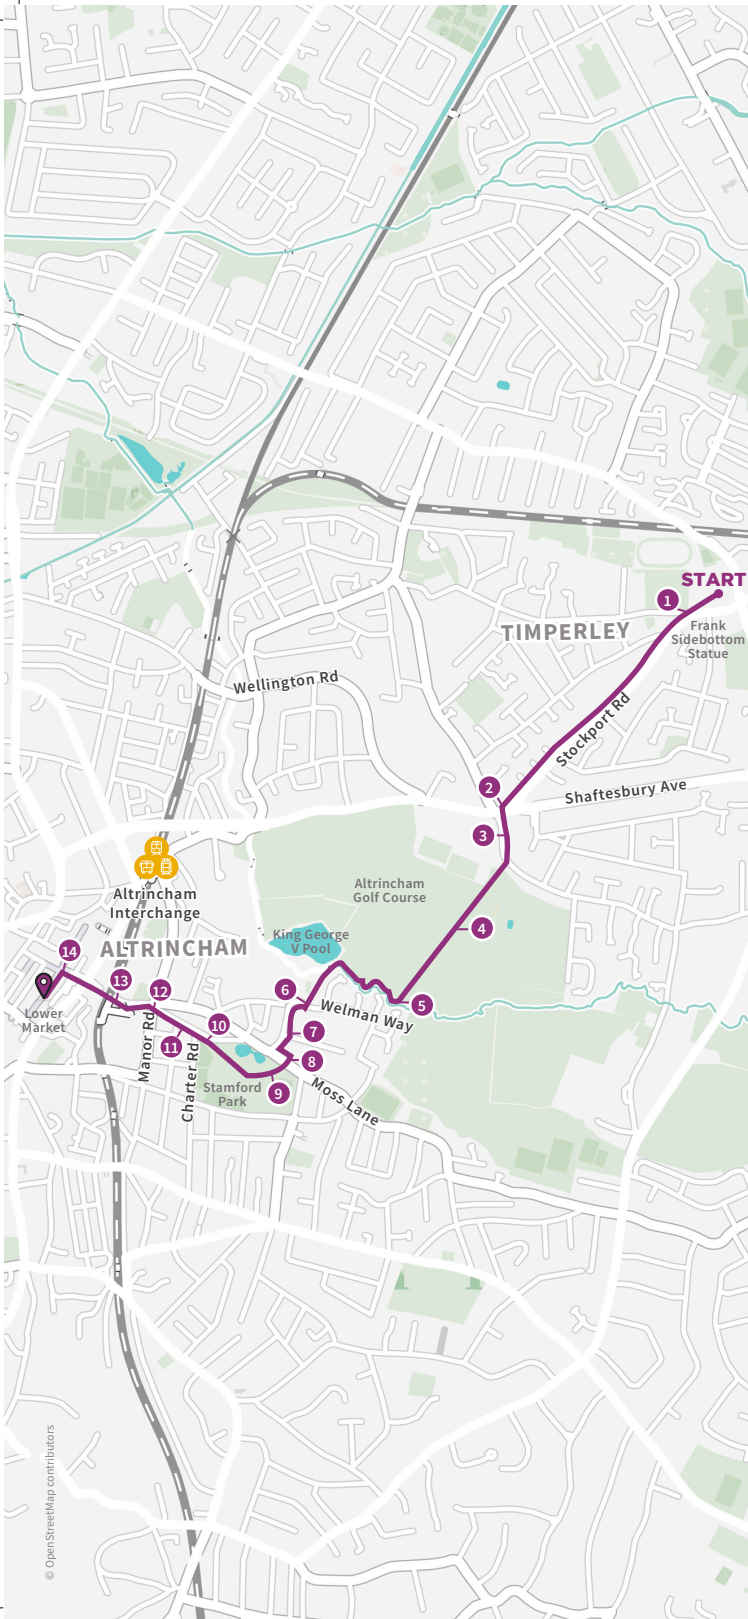 START
1
Frank
Sidebottom
Statue
TIMPERLEY
Wellington Rd
Stockport Rd
2
Shaftesbury Ave
3
Altrincham
Golf Course
Altrincham
Interchange
4
King George
V Pool
ALTRINCHAM
14
13
12
6
5
Lower
Market
Welman Way
10
7
11
Manor Rd
8
Charter Rd
Stamford
Park
9
Moss Lane
© OpenStreetMap contributors